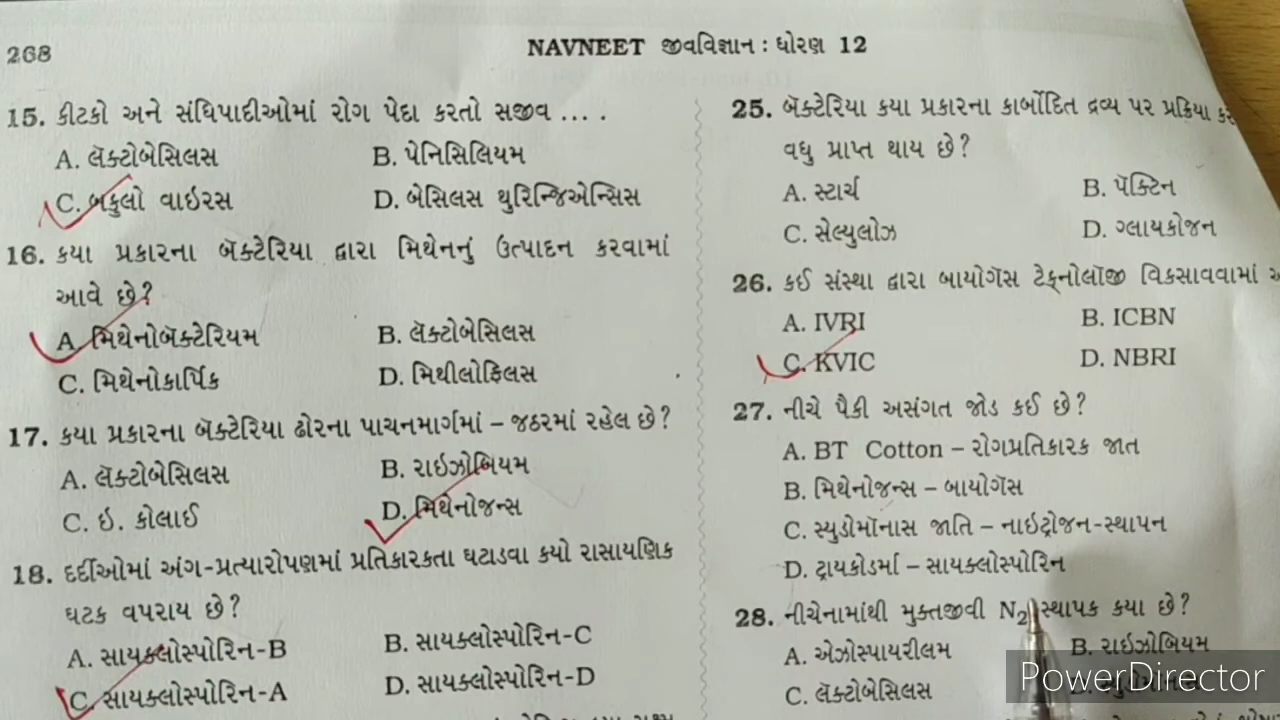 268
NAVNEET જીવવિજ્ઞાન : ધોરણ 12
15. કીટકો અને સંધિપાદીઓમાં રોગ પેદા કરતો સજીવ ... .
A. લૅક્ટોબેસિલસ B. પેનિસિલિયમ
C. બકુલો વાઇરસ D. બેસિલસ થુરિન્જિએન્સિસ
16. કયા પ્રકારના બૅક્ટેરિયા દ્વારા મિથેનનું ઉત્પાદન કરવામાં
આવે છે?
A. મિથેનોબૅક્ટેરિયમ B. લૅક્ટોબેસિલસ
C. મિથેનોકાર્પિક D. મિથીલોફિલસ
17. કયા પ્રકારના બૅક્ટેરિયા ઢોરના પાચનમાર્ગમાં – જઠરમાં રહેલ છે?
A. લૅક્ટોબેસિલસ B. રાઇઝોબિયમ
C. ઇ. કોલાઈ D. મિથેનોજન્સ
18. દર્દીઓમાં અંગ-પ્રત્યારોપણમાં પ્રતિકારકતા ઘટાડવા કયો રાસાયણિક
ઘટક વપરાય છે?
A. સાયક્લોસ્પોરિન-B B. સાયક્લોસ્પોરિન-C
C. સાયક્લોસ્પોરિન-A D. સાયક્લોસ્પોરિન-D
25. બૅક્ટેરિયા કયા પ્રકારના કાર્બોદિત દ્રવ્ય પર પ્રક્રિયા
વધુ પ્રાપ્ત થાય છે?
A. સ્ટાર્ચ B. પૅક્ટિન
C. સેલ્યુલોઝ D. ગ્લાયકોજન
26. કઈ સંસ્થા દ્વારા બાયોગૅસ ટેક્નોલૉજી વિકસાવવામાં
A. IVRI B. ICBN
C. KVIC D. NBRI
27. નીચે પૈકી અસંગત જોડ કઈ છે?
A. BT Cotton – રોગપ્રતિકારક જાત
B. મિથેનોજન્સ – બાયોગૅસ
C. સ્યુડોમૉનાસ જાતિ – નાઇટ્રોજન-સ્થાપન
D. ટ્રાયકોડર્મા – સાયક્લોસ્પોરિન
28. નીચેનામાંથી મુક્તજીવી N₂ સ્થાપક કયા છે?
A. એઝોસ્પાયરીલમ B. રાઇઝોબિયમ
C. લૅક્ટોબેસિલસ
PowerDirector